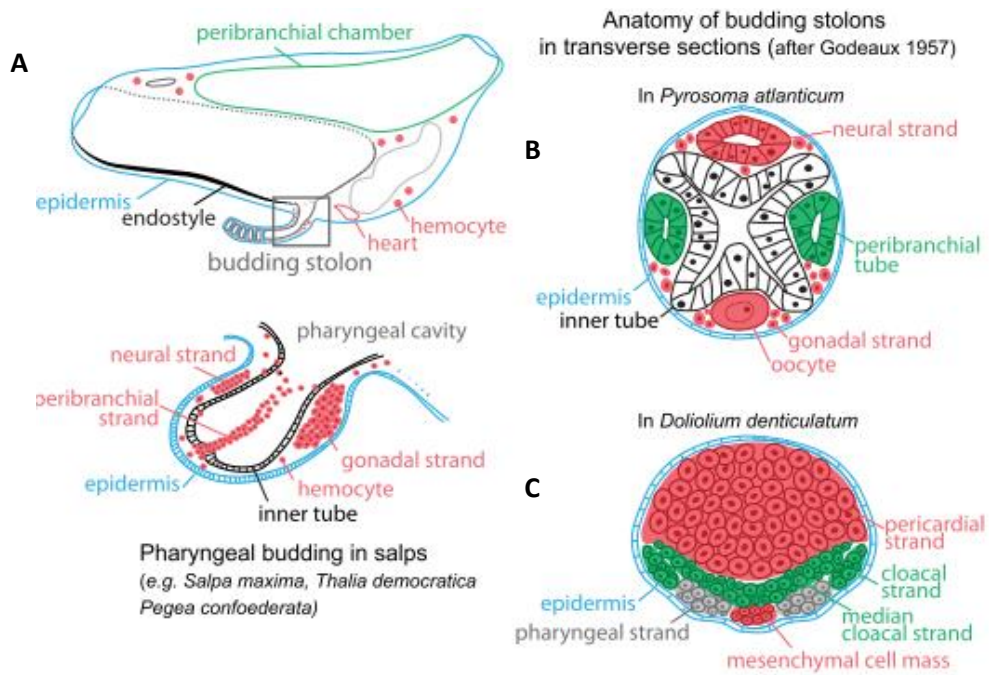 A
peribranchial chamber
epidermis
endostyle
hemocyte
heart
budding stolon
pharyngeal cavity
neural strand
peribranchial
strand
gonadal strand
epidermis
hemocyte
inner tube
Pharyngeal budding in salps
(e.g. Salpa maxima, Thalia democratica
Pegea confoederata)
Anatomy of budding stolons
in transverse sections (after Godeaux 1957)
In Pyrosoma atlanticum
B
neural strand
peribranchial
tube
epidermis
inner tube
gonadal strand
oocyte
In Doliolium denticulatum
C
pericardial
strand
cloacal
strand
epidermis
median
cloacal strand
pharyngeal strand
mesenchymal cell mass